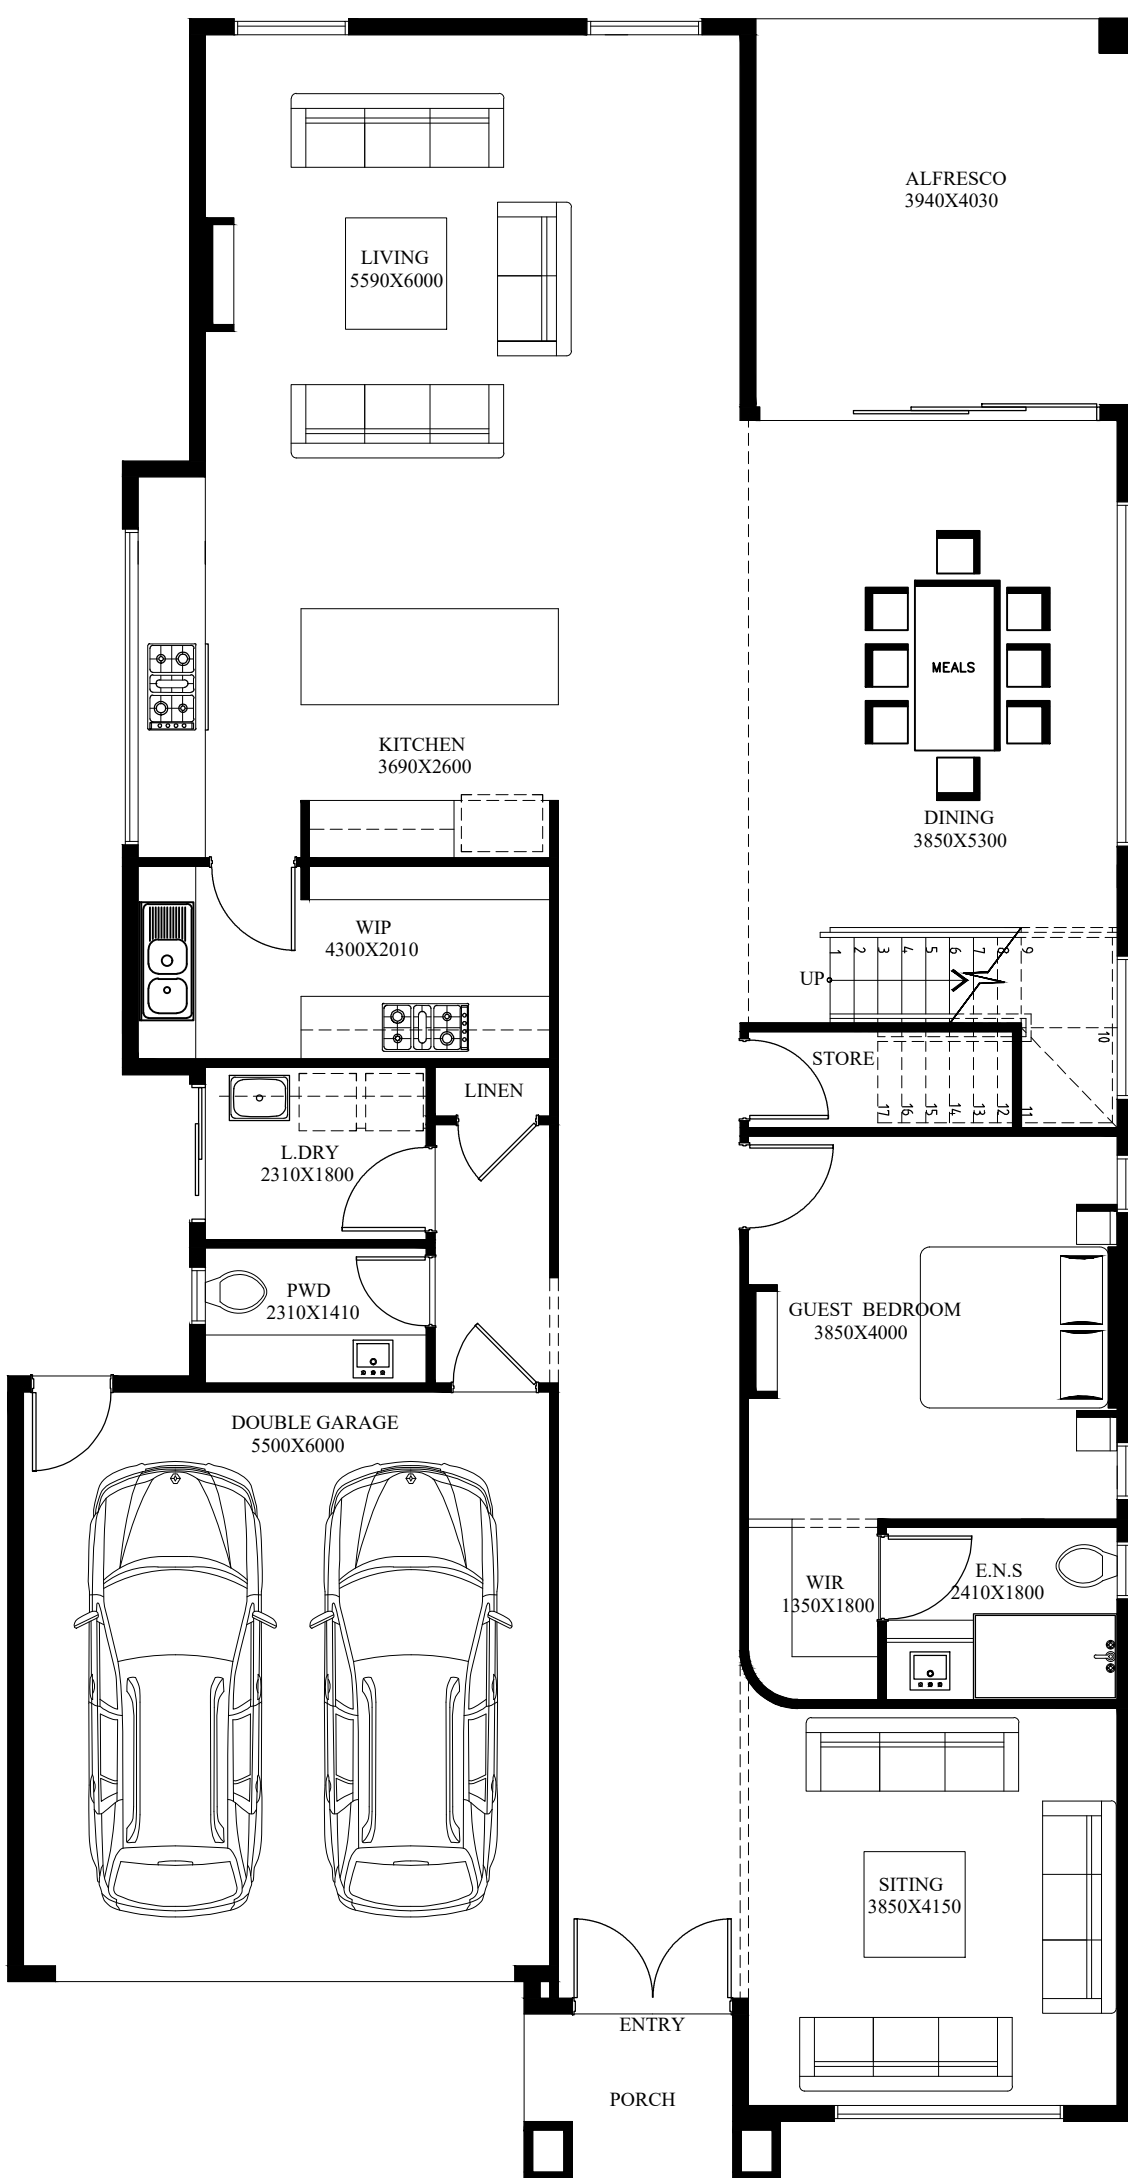 ALFRESCO
3940X4030
LIVING
5590X6000
MEALS
KITCHEN
3690X2600
DINING
3850X5300
WIP
4300X2010
UP
1
2
3
4
5
6
7
8
9
10
STORE
17
16
15
14
13
12
11
LINEN
L.DRY
2310X1800
PWD
2310X1410
GUEST BEDROOM
3850X4000
DOUBLE GARAGE
5500X6000
WIR
1350X1800
E.N.S
2410X1800
SITING
3850X4150
ENTRY
PORCH